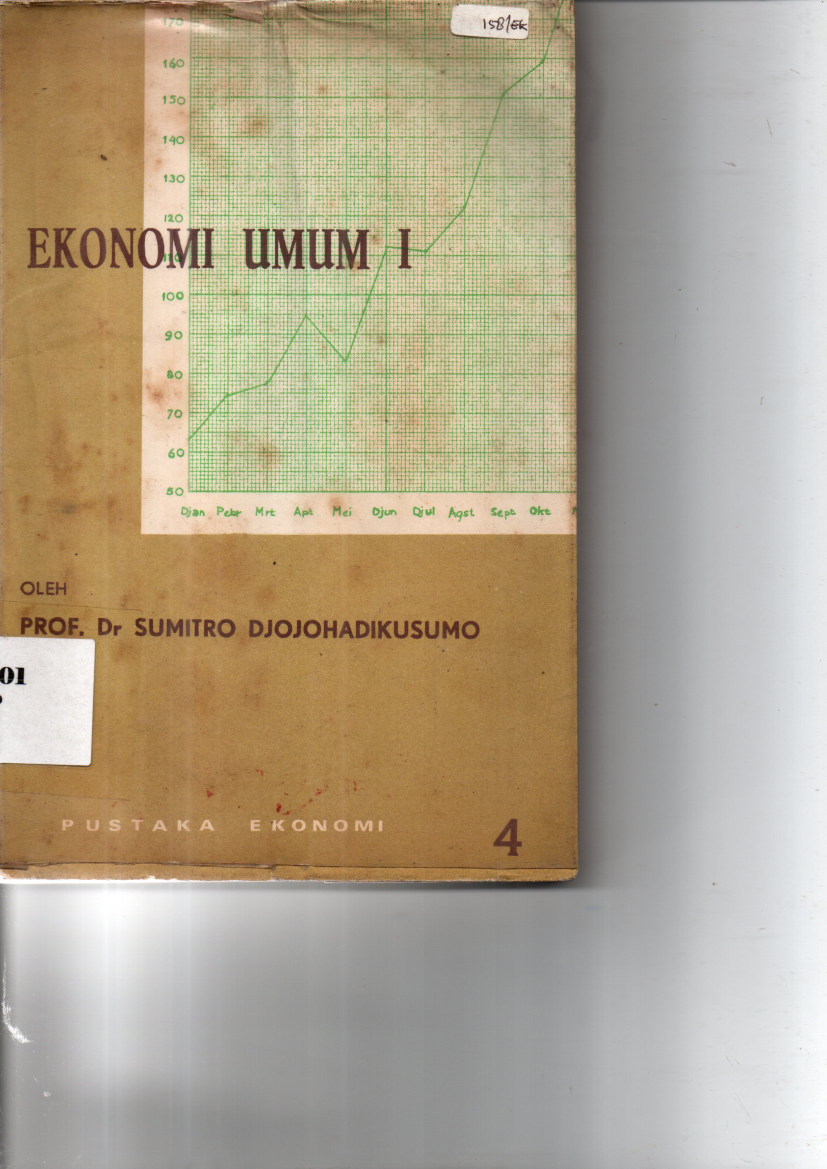 158/EK
170
160
150
140
130
120
EKONOMI UMUM I
100
90
80
70
60
50
Djan Pebr Mrt Apr Mei Djun Djul Agst Sept Okt
OLEH
PROF. Dr SUMITRO DJOJOHADIKUSUMO
01
PUSTAKA EKONOMI
4